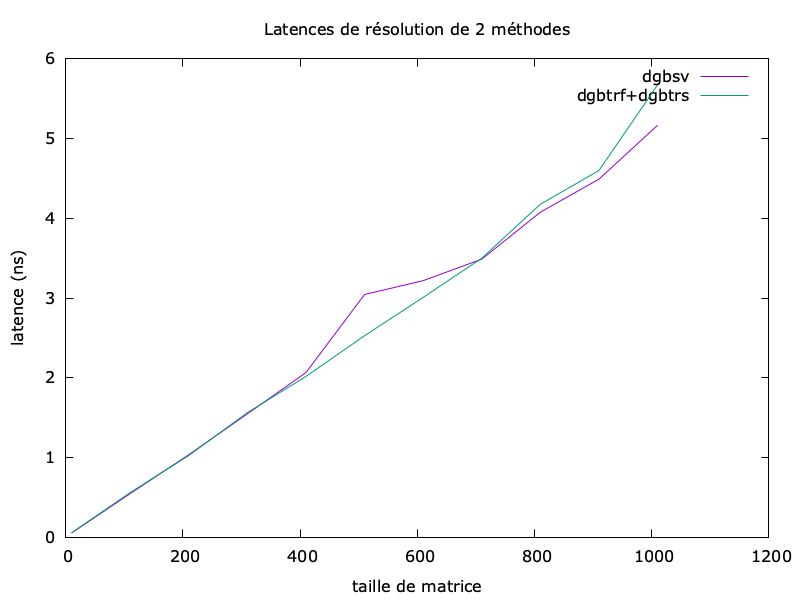 Latences de résolution de 2 méthodes
dgbsv
dgbtrf+dgbtrs
6
5
4
3
2
1
0
0 200 400 600 800 1000 1200
latence (ns)
taille de matrice